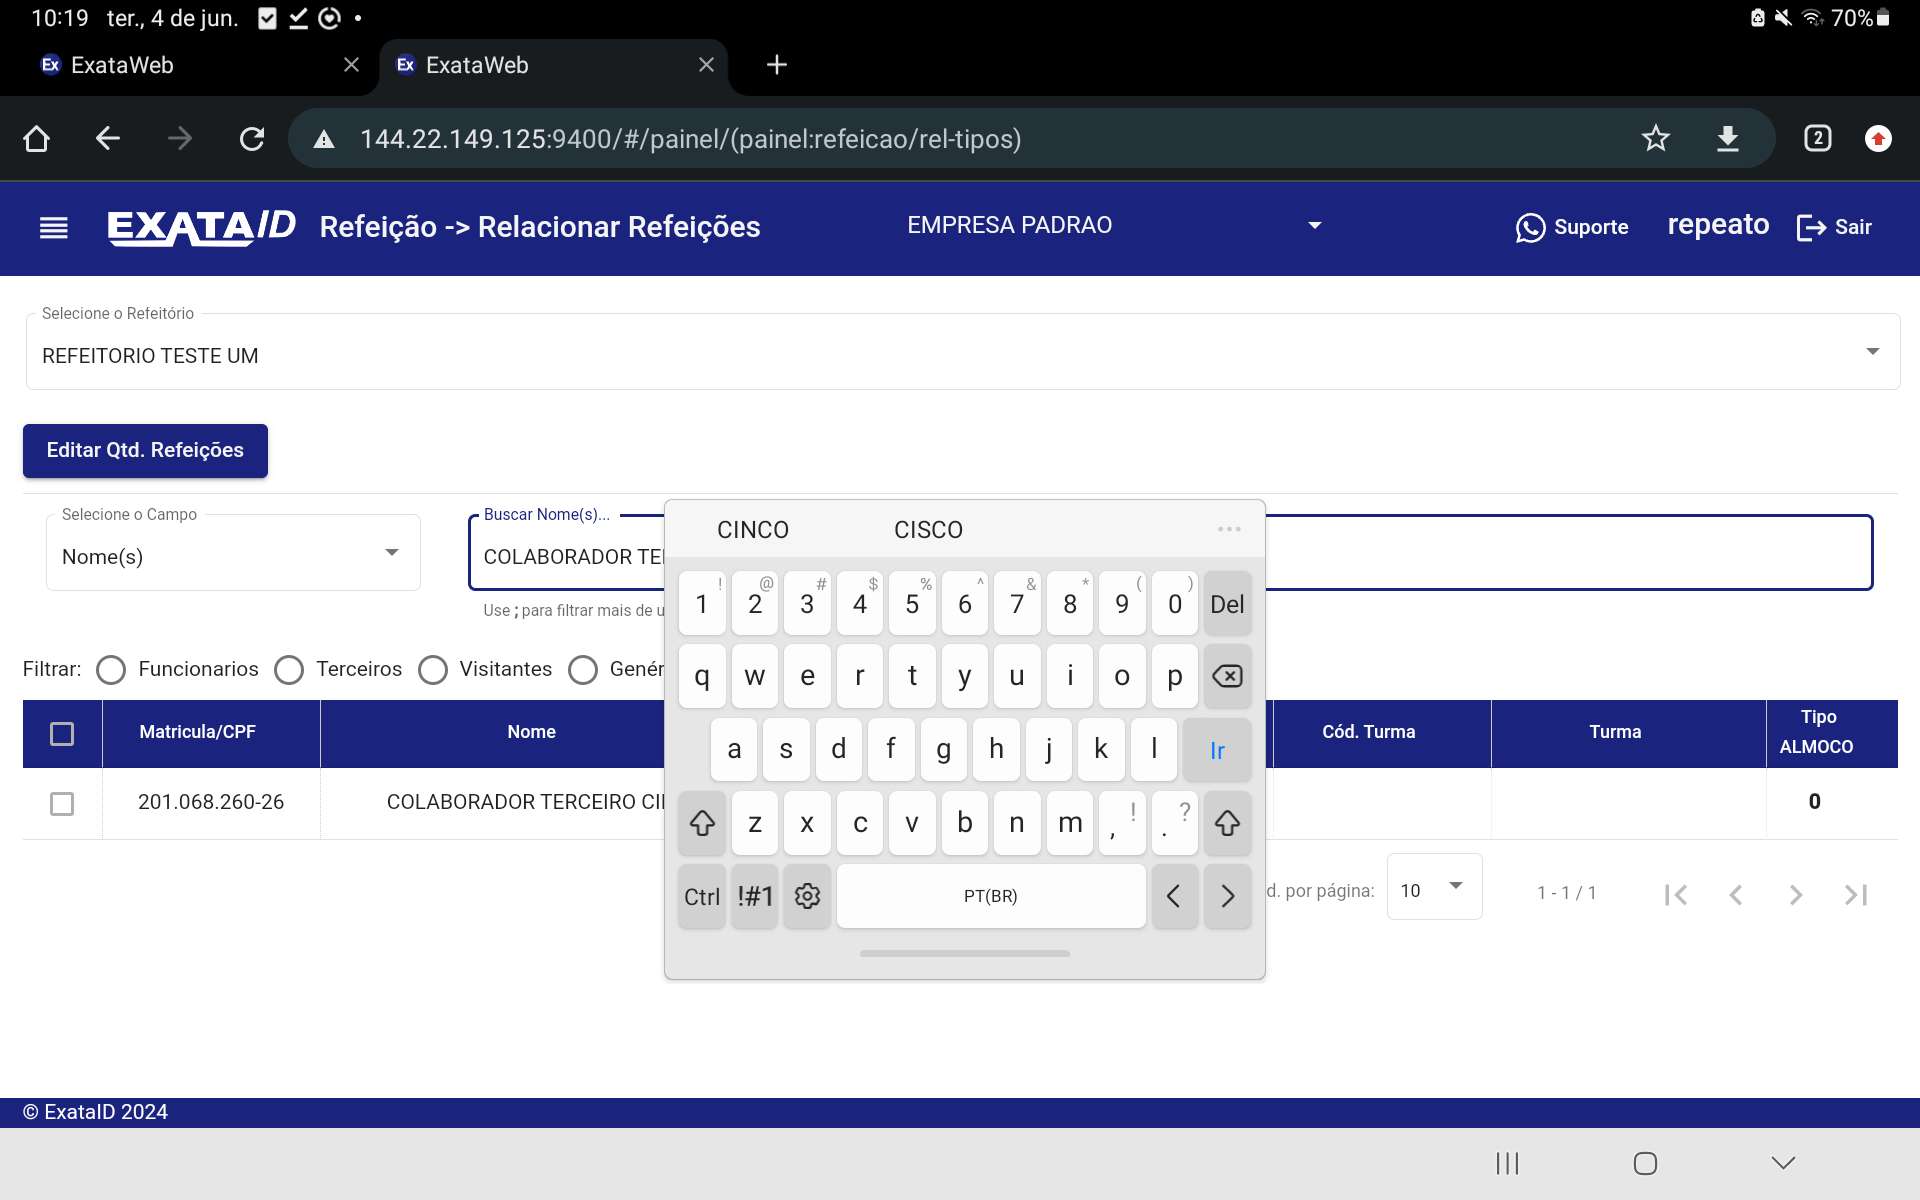 10:19 ter., 4 de jun. 70%
Ex ExataWeb Ex ExataWeb
144.22.149.125:9400/#/painel/(painel:refeicao/rel-tipos) 2
EXATAID Refeição -> Relacionar Refeições EMPRESA PADRAO Suporte repeato Sair
Selecione o Refeitório
REFEITORIO TESTE UM
Editar Qtd. Refeições
Selecione o Campo
Nome(s)
Buscar Nome(s)...
COLABORADOR TE
Use ; para filtrar mais de u
CINCO CISCO ...
! @ # $ % ^ & * ( )
1 2 3 4 5 6 7 8 9 0 Del
q w e r t y u i o p
a s d f g h j k l Ir
z x c v b n m , ! . ?
Ctrl !#1 PT(BR) < >
Filtrar: Funcionarios Terceiros Visitantes Genér
Matricula/CPF Nome Cód. Turma Turma Tipo
ALMOCO
201.068.260-26 COLABORADOR TERCEIRO CI 0
d. por página: 10 1 - 1 / 1
© ExataID 2024